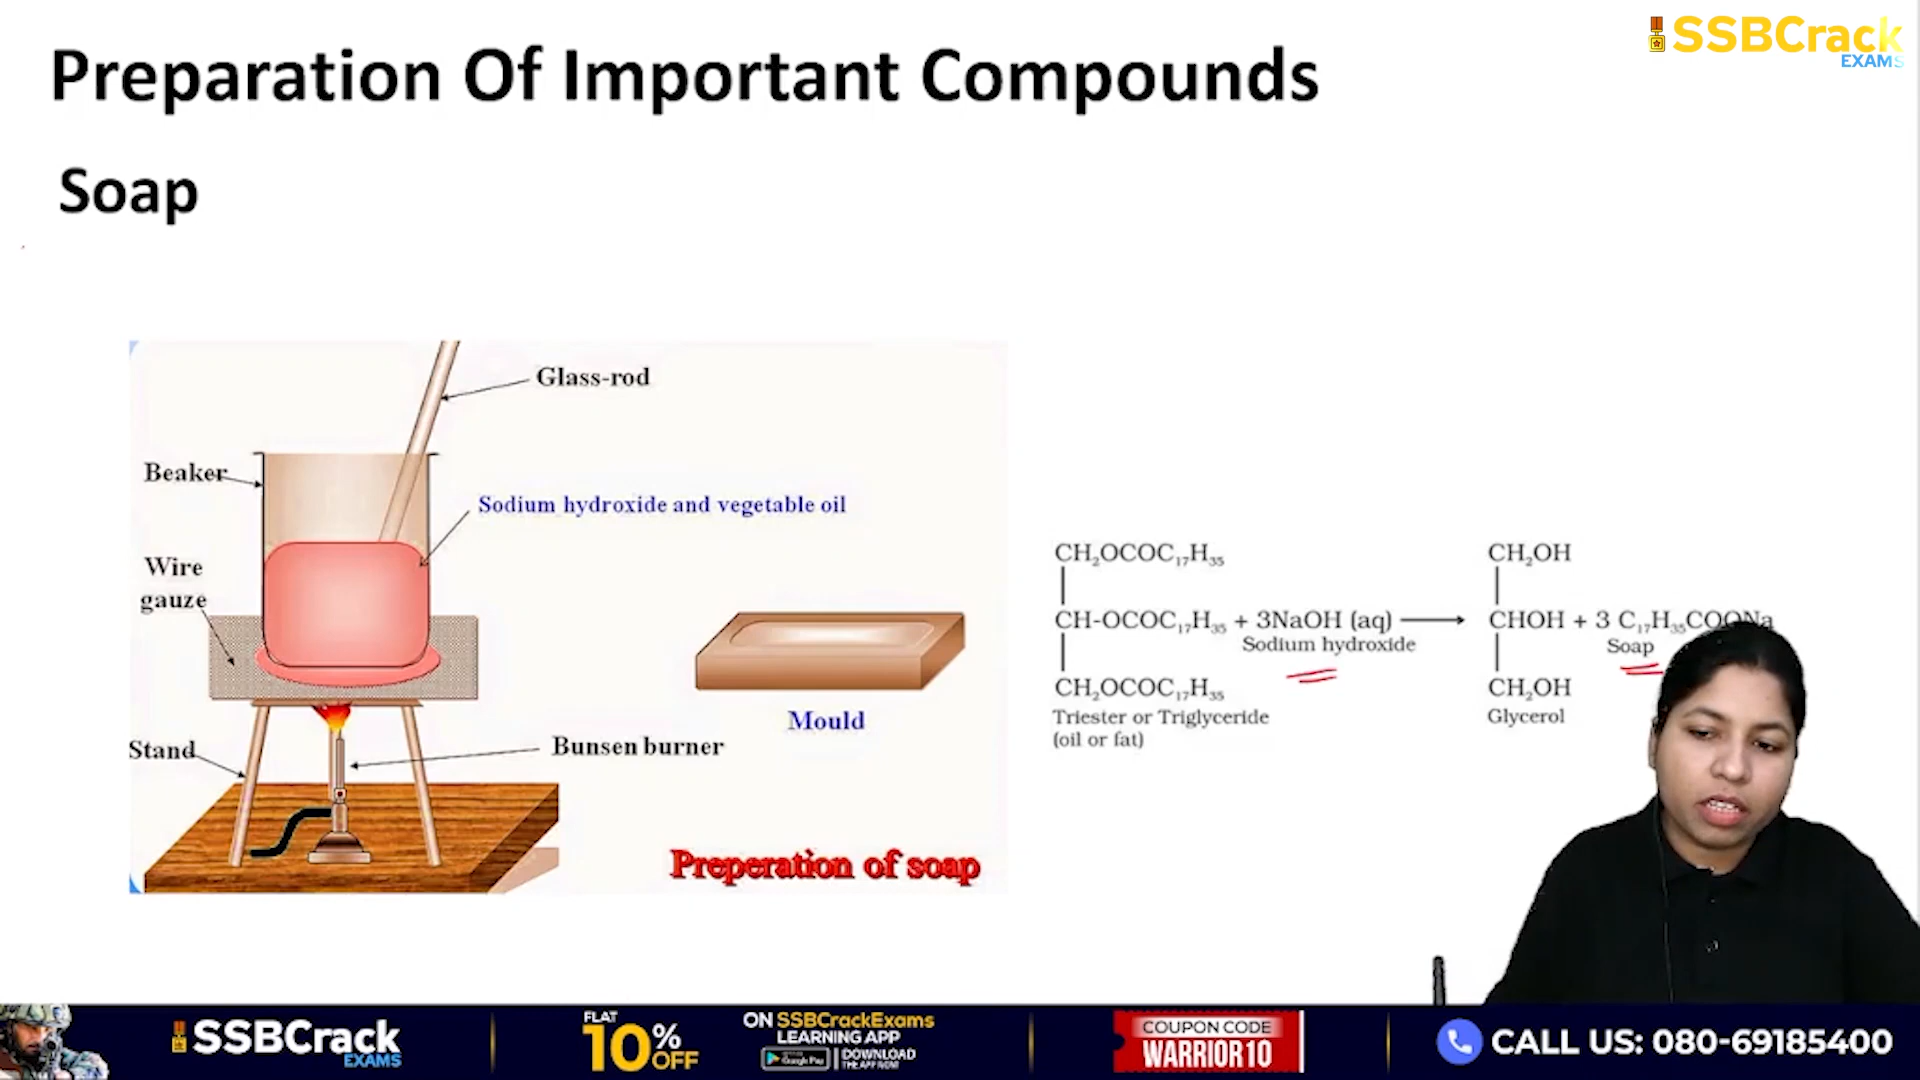 Preparation Of Important Compounds
SSBCrack
EXAMS
Soap
Glass-rod
Beaker
Sodium hydroxide and vegetable oil
Wire
gauze
Mould
Stand
Bunsen burner
Preperation of soap
CH₂OCOC₁₇H₃₅
CH-OCOC₁₇H₃₅ + 3NaOH (aq) ⟶ CHOH + 3 C₁₇H₃₅COONa
Sodium hydroxide
Soap
CH₂OCOC₁₇H₃₅
Triester or Triglyceride
(oil or fat)
CH₂OH
CH₂OH
Glycerol
SSBCrack
EXAMS
FLAT
10% OFF
ON SSBCrackExams
LEARNING APP
Google Play
DOWNLOAD
THE APP NOW
COUPON CODE
WARRIOR10
CALL US: 080-69185400